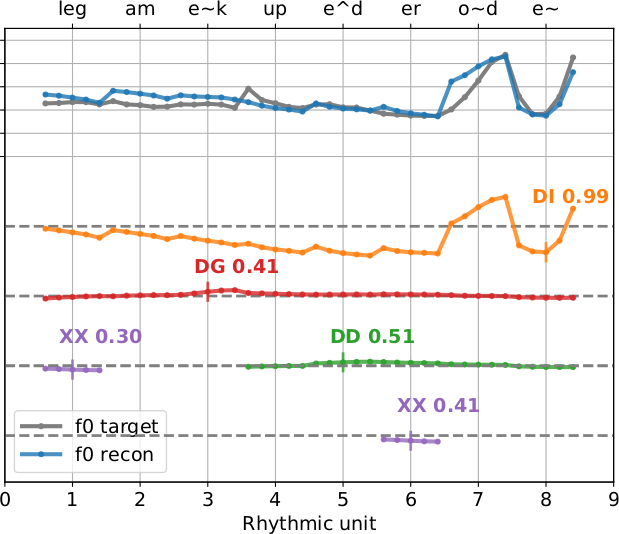 leg am e~k up e^d er o~d e~
DI 0.99
DG 0.41
XX 0.30 DD 0.51
XX 0.41
f0 target
f0 recon
0 1 2 3 4 5 6 7 8 9
Rhythmic unit